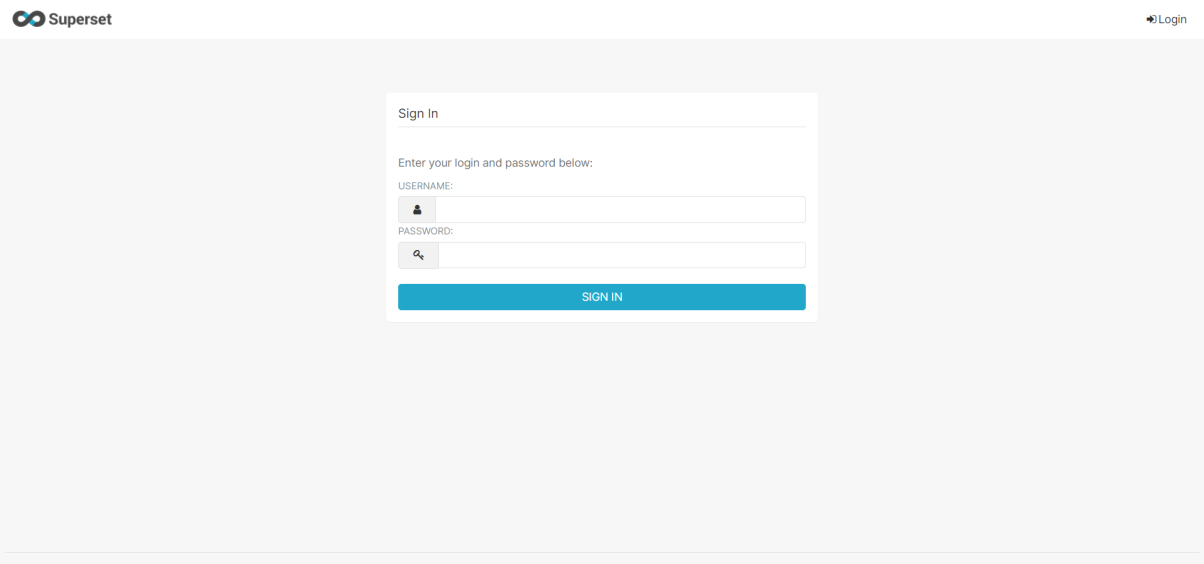 Superset
Login
Sign In
Enter your login and password below:
USERNAME:
PASSWORD:
SIGN IN